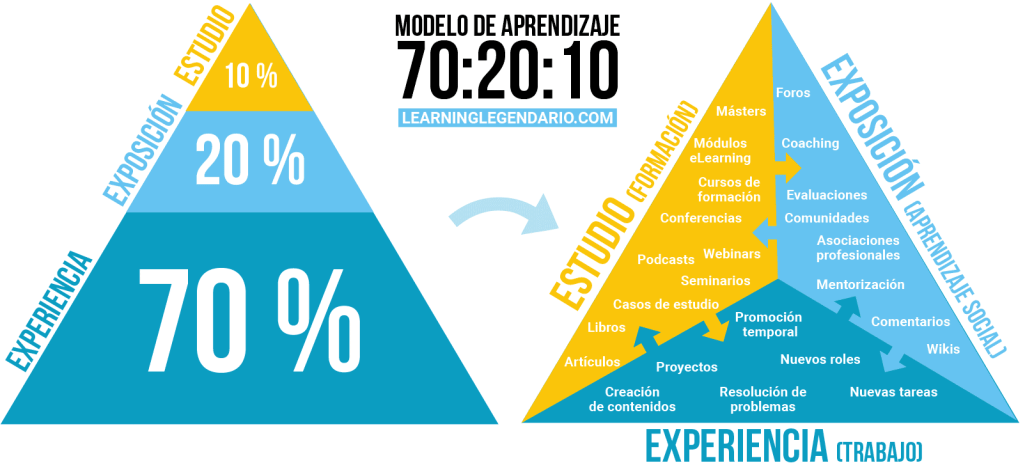 MODELO DE APRENDIZAJE
70:20:10
LEARNINGLEGENDARIO.COM
ESTUDIO
10 %
EXPOSICIÓN
20 %
EXPERIENCIA
70 %
ESTUDIO (FORMACIÓN)
Másters
Módulos
eLearning
Cursos de
formación
Conferencias
Webinars
Podcasts
Seminarios
Casos de estudio
Libros
Artículos
EXPOSICIÓN (APRENDIZAJE SOCIAL)
Foros
Coaching
Evaluaciones
Comunidades
Asociaciones
profesionales
Mentorización
Comentarios
Wikis
Promoción
temporal
Nuevos roles
Proyectos
Creación
de contenidos
Resolución de
problemas
Nuevas tareas
EXPERIENCIA (TRABAJO)